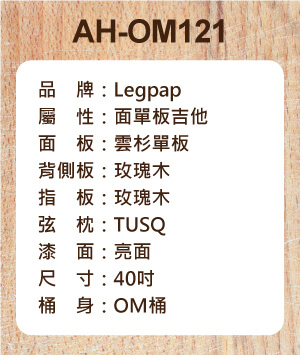 AH-OM121
品　牌：Legpap
屬　性：面單板吉他
面　板：雲杉單板
背側板：玫瑰木
指　板：玫瑰木
弦　枕：TUSQ
漆　面：亮面
尺　寸：40吋
桶　身：OM桶